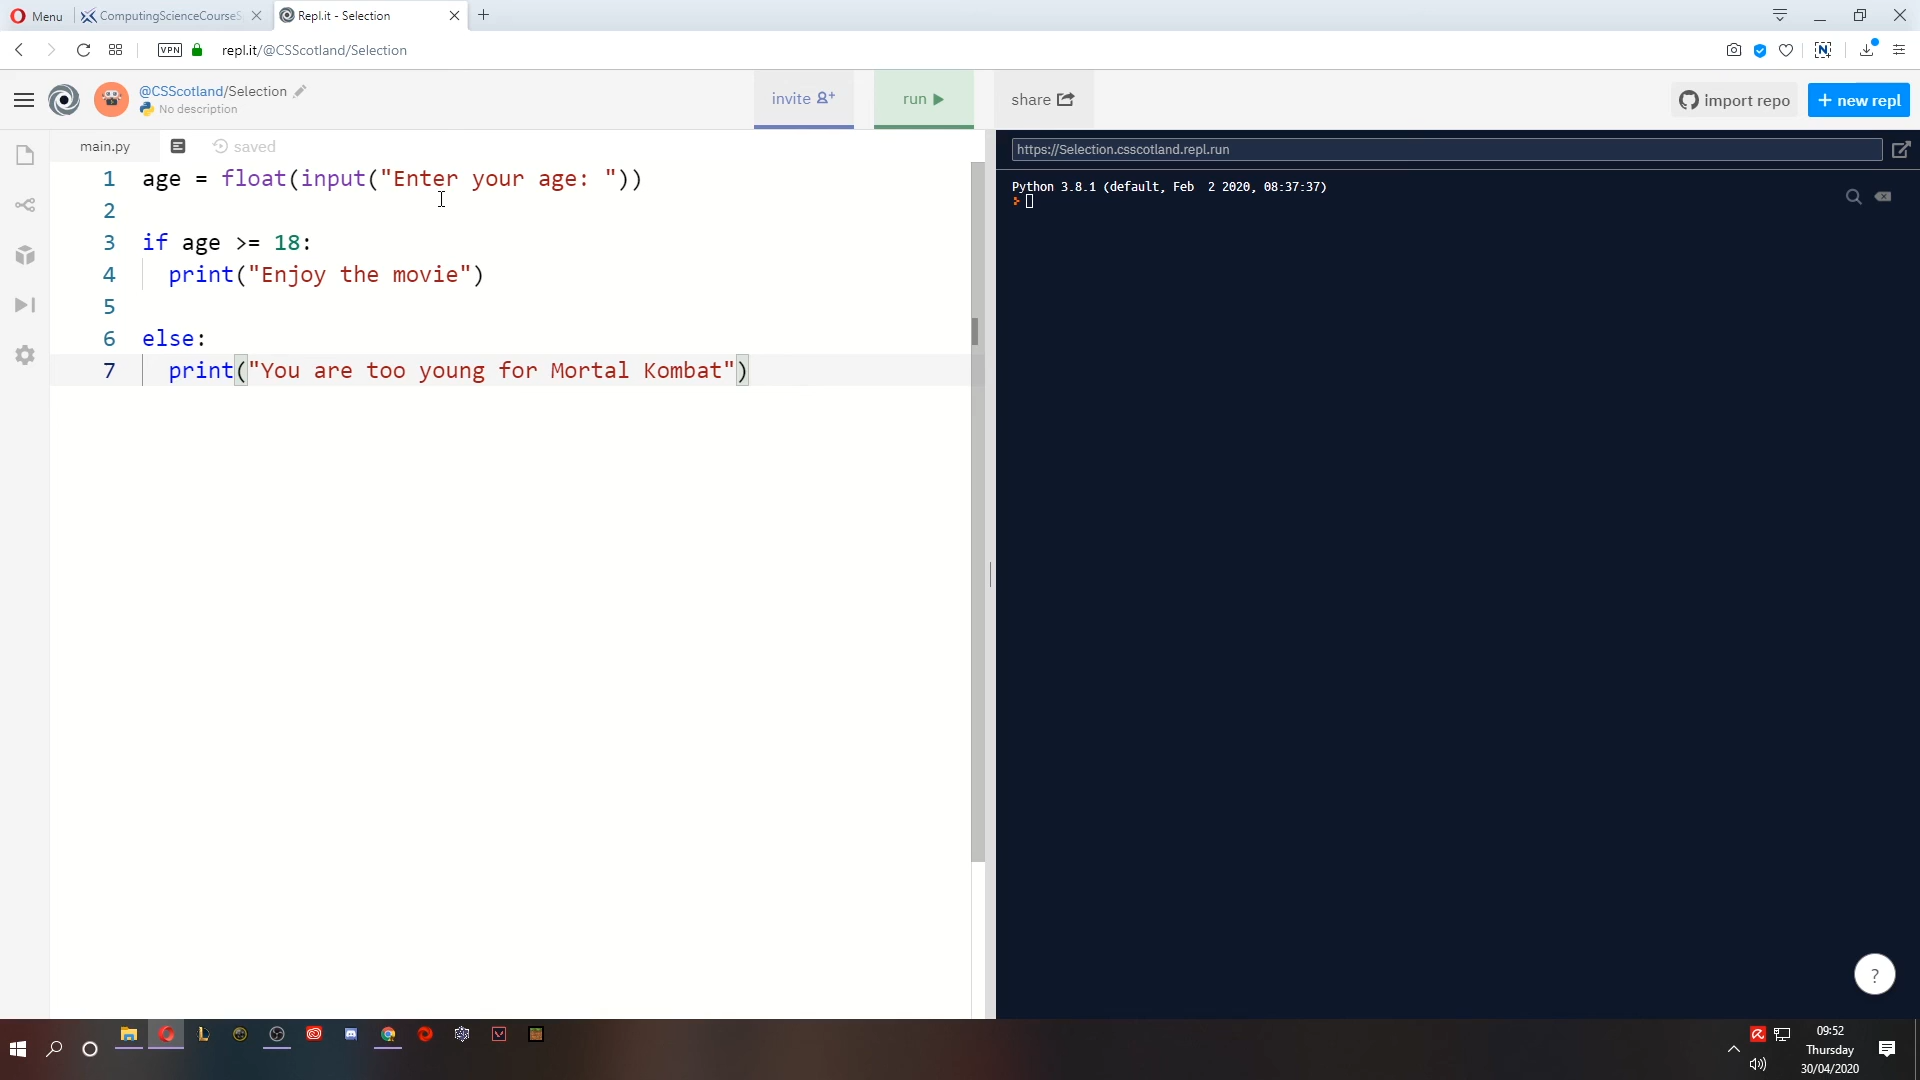 Menu
ComputingScienceCourseS
Repl.it - Selection
VPN
repl.it/@CSScotland/Selection
@CSScotland/Selection
No description
invite
run
share
import repo
+ new repl
main.py
saved
https://Selection.csscotland.repl.run
1 age = float(input("Enter your age: "))
2
3 if age >= 18:
4 print("Enjoy the movie")
5
6 else:
7 print("You are too young for Mortal Kombat")
Python 3.8.1 (default, Feb  2 2020, 08:37:37)
?
09:52
Thursday
30/04/2020